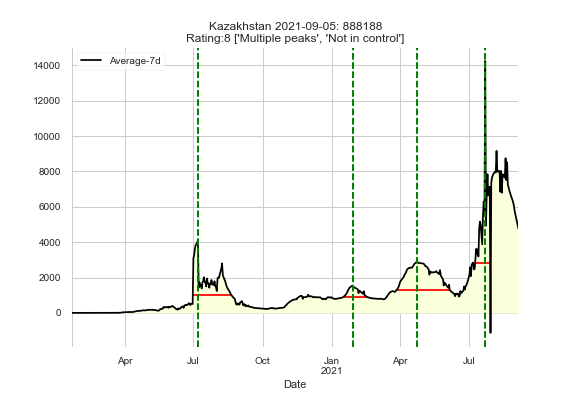 Kazakhstan 2021-09-05: 888188
Rating:8 ['Multiple peaks', 'Not in control']
Average-7d
14000
12000
10000
8000
6000
4000
2000
0
Apr
Jul
Oct
Jan
2021
Apr
Jul
Date